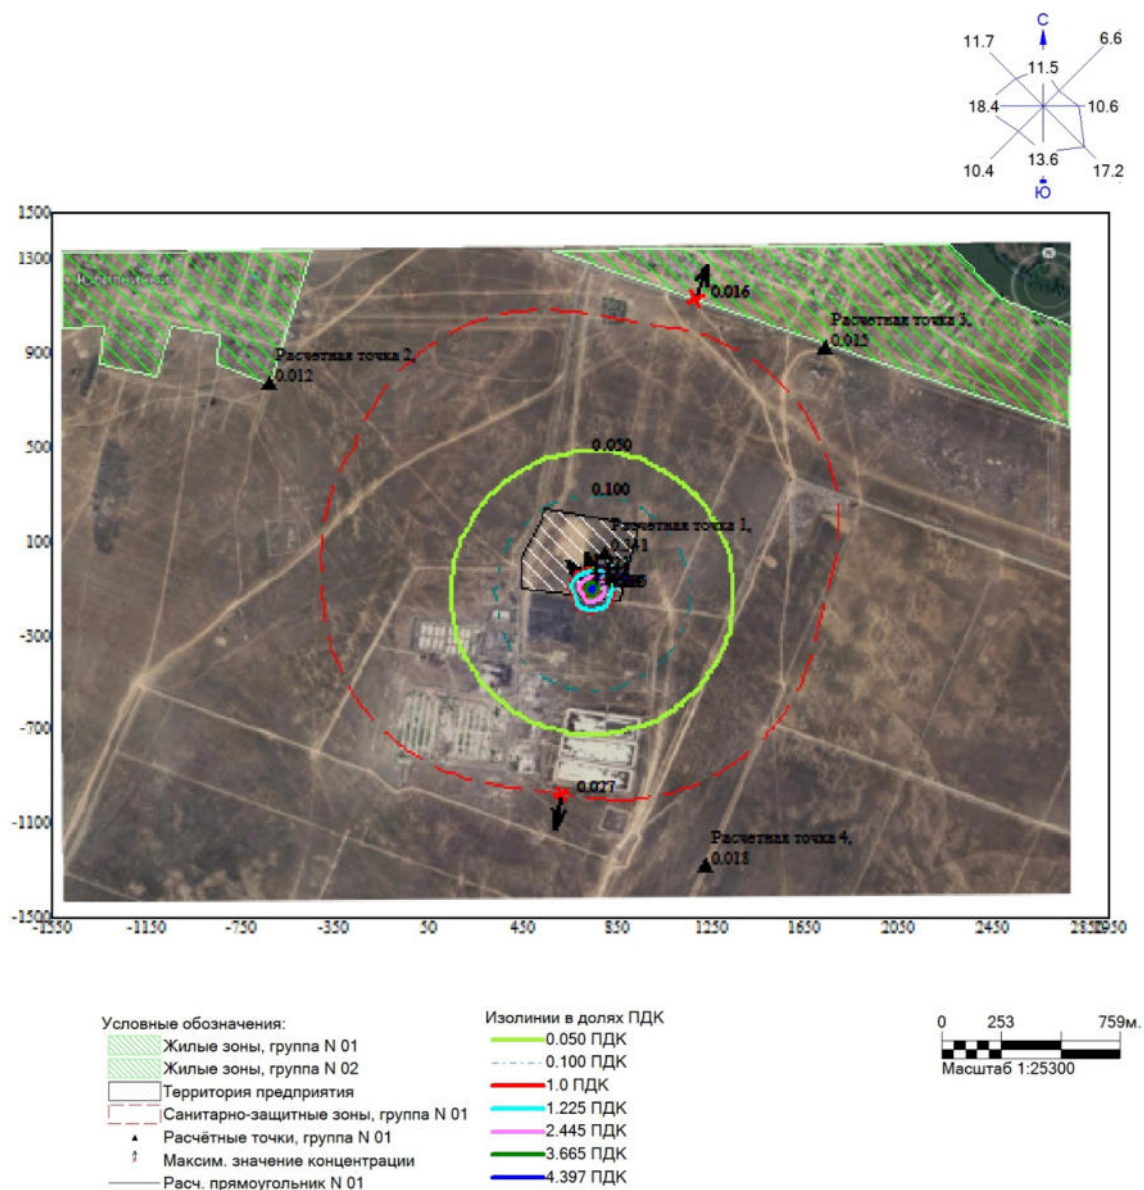 С
11.7
6.6
11.5
18.4
10.6
13.6
10.4
17.2
Ю
1500
1300
900
500
100
-300
-700
-1100
-1500
0.016
Расчетная точка 3,
0.015
Расчетная точка 2,
0.012
0.050
0.100
Расчетная точка 1,
0.027
Расчетная точка 4,
0.018
-1550
-1150
-750
-350
50
450
850
1250
1650
2050
2450
Условные обозначения:
Жилые зоны, группа N 01
Жилые зоны, группа N 02
Территория предприятия
Санитарно-защитные зоны, группа N 01
Расчётные точки, группа N 01
Максим. значение концентрации
Расч. прямоугольник N 01
Изолинии в долях ПДК
0.050 ПДК
0.100 ПДК
1.0 ПДК
1.225 ПДК
2.445 ПДК
3.665 ПДК
4.397 ПДК
0 253 759м.
Масштаб 1:25300